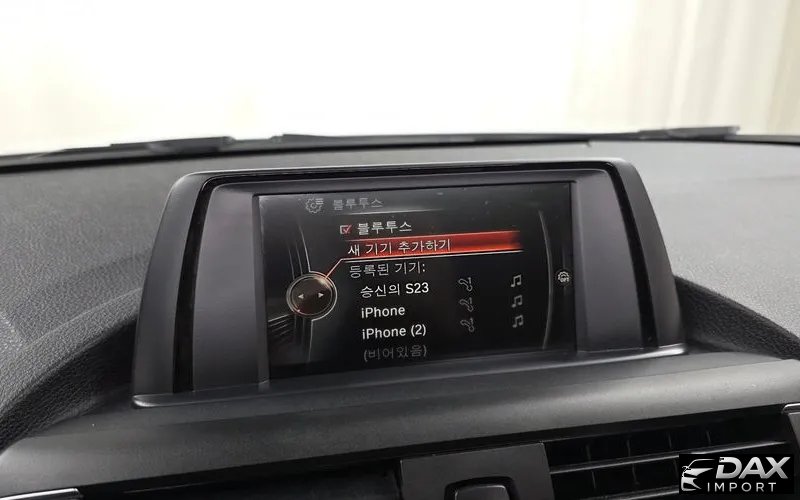 블루투스
블루투스
새 기기 추가하기
등록된 기기:
승신의 S23
iPhone
iPhone (2)
(비어있음)
OPT
DAX
IMPORT